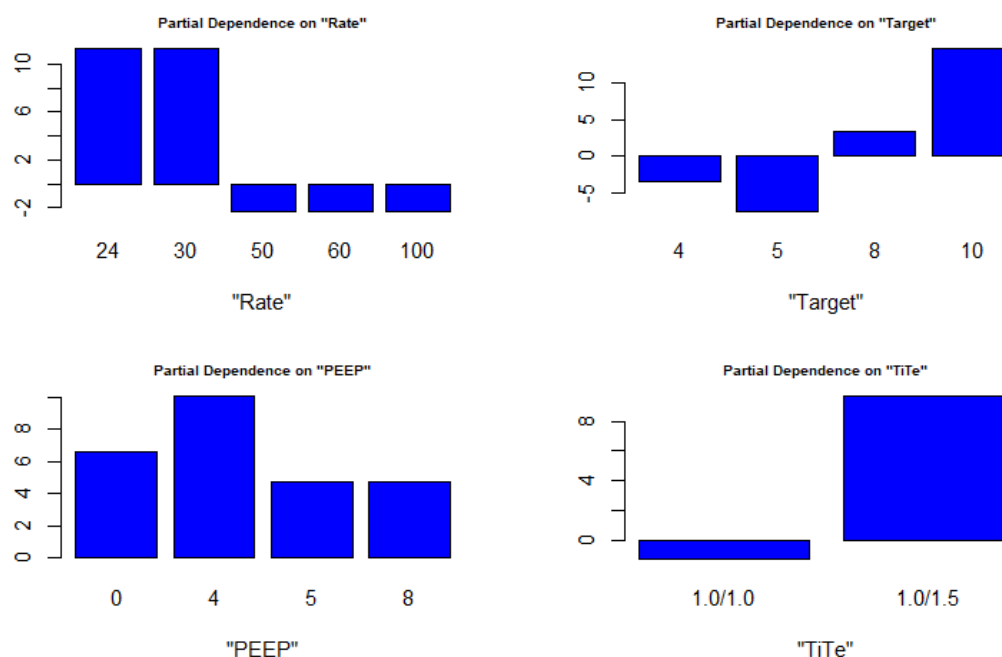 Partial Dependence on "Rate"
10
6
2
-2
24 30 50 60 100
"Rate"
Partial Dependence on "Target"
10
5
0
-5
4 5 8 10
"Target"
Partial Dependence on "PEEP"
8
6
4
2
0
0 4 5 8
"PEEP"
Partial Dependence on "TiTe"
8
4
0
1.0/1.0 1.0/1.5
"TiTe"